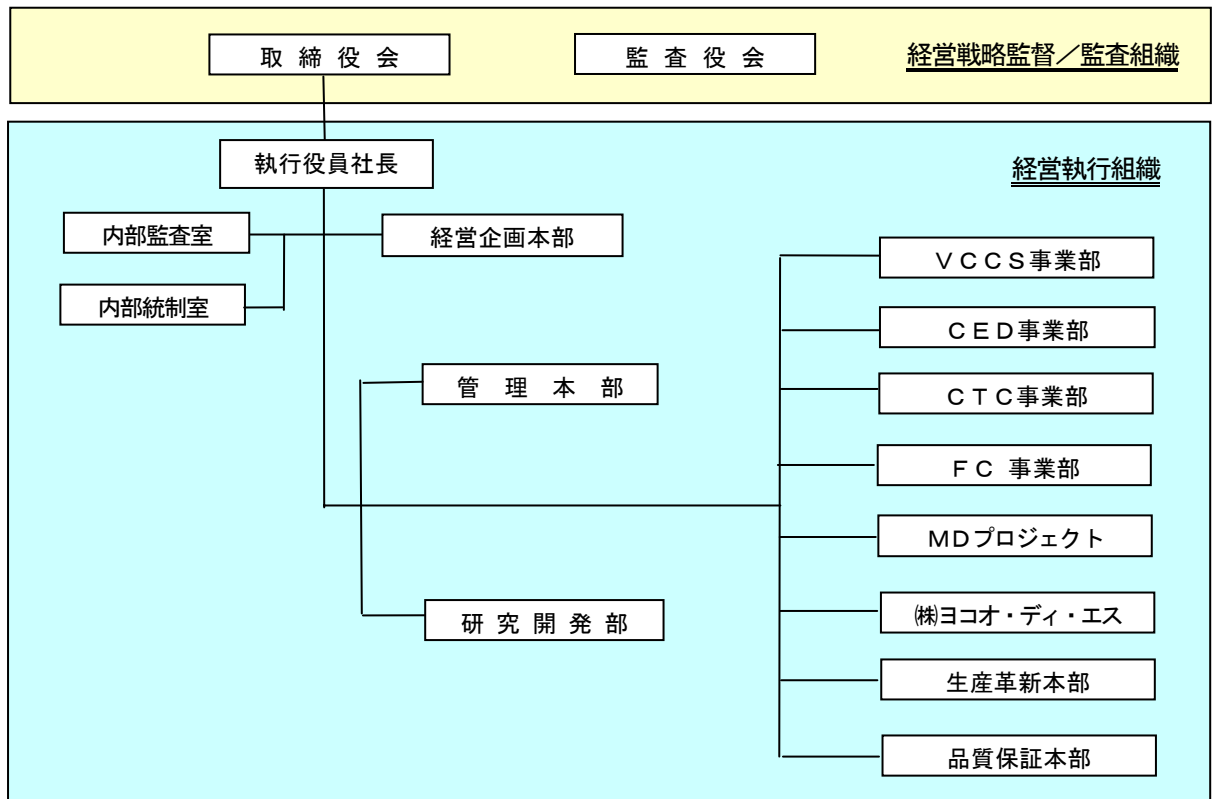 取 締 役 会
監 査 役 会
経営戦略監督／監査組織
執行役員社長
経営執行組織
内部監査室
経営企画本部
内部統制室
ＶＣＣＳ事業部
ＣＥＤ事業部
管 理 本 部
ＣＴＣ事業部
ＦＣ 事業部
ＭＤプロジェクト
㈱ヨコオ・ディ・エス
研 究 開 発 部
生産革新本部
品質保証本部